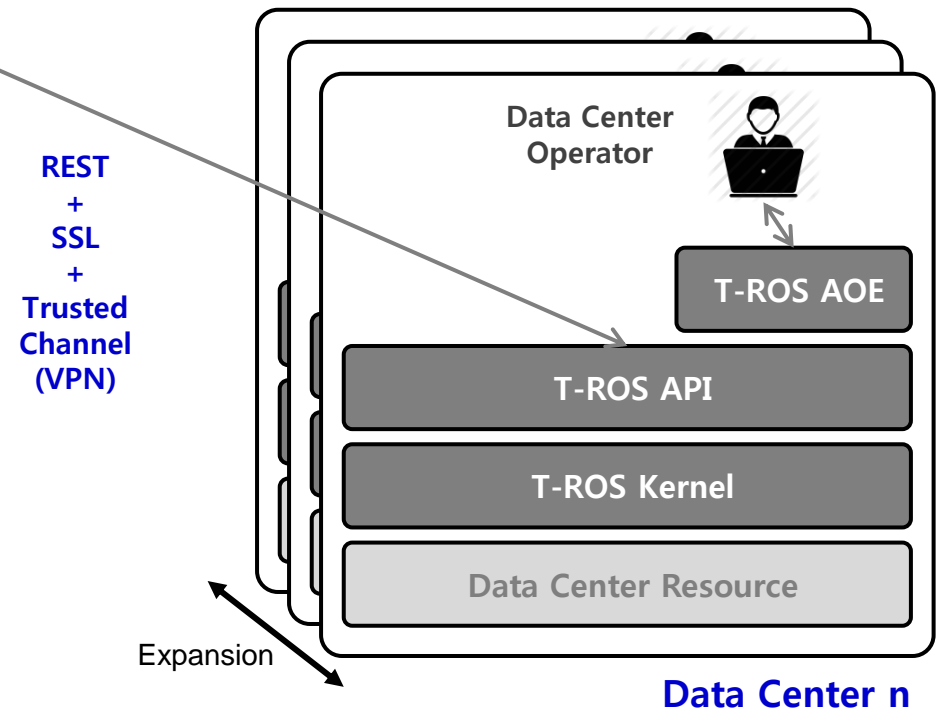 Data Center
Operator
REST
+
SSL
+
Trusted
Channel
(VPN)
T-ROS AOE
T-ROS API
T-ROS Kernel
Data Center Resource
Expansion
Data Center n